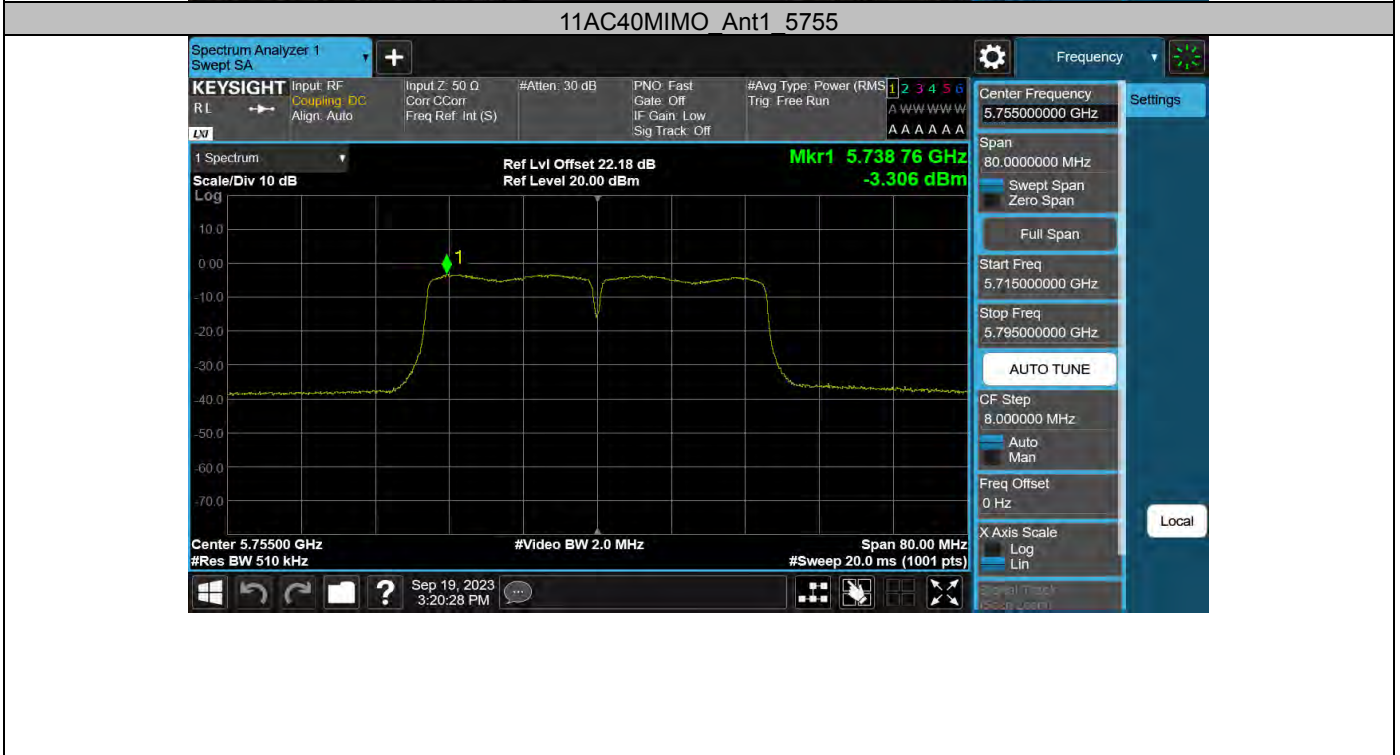 11AC40MIMO_Ant1_5755
Spectrum Analyzer 1
Swept SA
+
Frequency
KEYSIGHT
RL
LXI
Input: RF
Coupling: DC
Align: Auto
Input Z: 50 Ω
Corr CCorr
Freq Ref: Int (S)
#Atten: 30 dB
PNO: Fast
Gate: Off
IF Gain: Low
Sig Track: Off
#Avg Type: Power (RMS
Trig: Free Run
1 2 3 4 5 6
A W W W W W
A A A A A A
1 Spectrum
Scale/Div 10 dB
Log
Ref Lvl Offset 22.18 dB
Ref Level 20.00 dBm
Mkr1 5.738 76 GHz
-3.306 dBm
10.0
0.00
-10.0
-20.0
-30.0
-40.0
-50.0
-60.0
-70.0
1
Center 5.75500 GHz
#Res BW 510 kHz
#Video BW 2.0 MHz
Span 80.00 MHz
#Sweep 20.0 ms (1001 pts)
Center Frequency
5.755000000 GHz
Settings
Span
80.0000000 MHz
Swept Span
Zero Span
Full Span
Start Freq
5.715000000 GHz
Stop Freq
5.795000000 GHz
AUTO TUNE
CF Step
8.000000 MHz
Auto
Man
Freq Offset
0 Hz
X Axis Scale
Log
Lin
Local
Signal Track
(Span Zoom)
?
Sep 19, 2023
3:20:28 PM